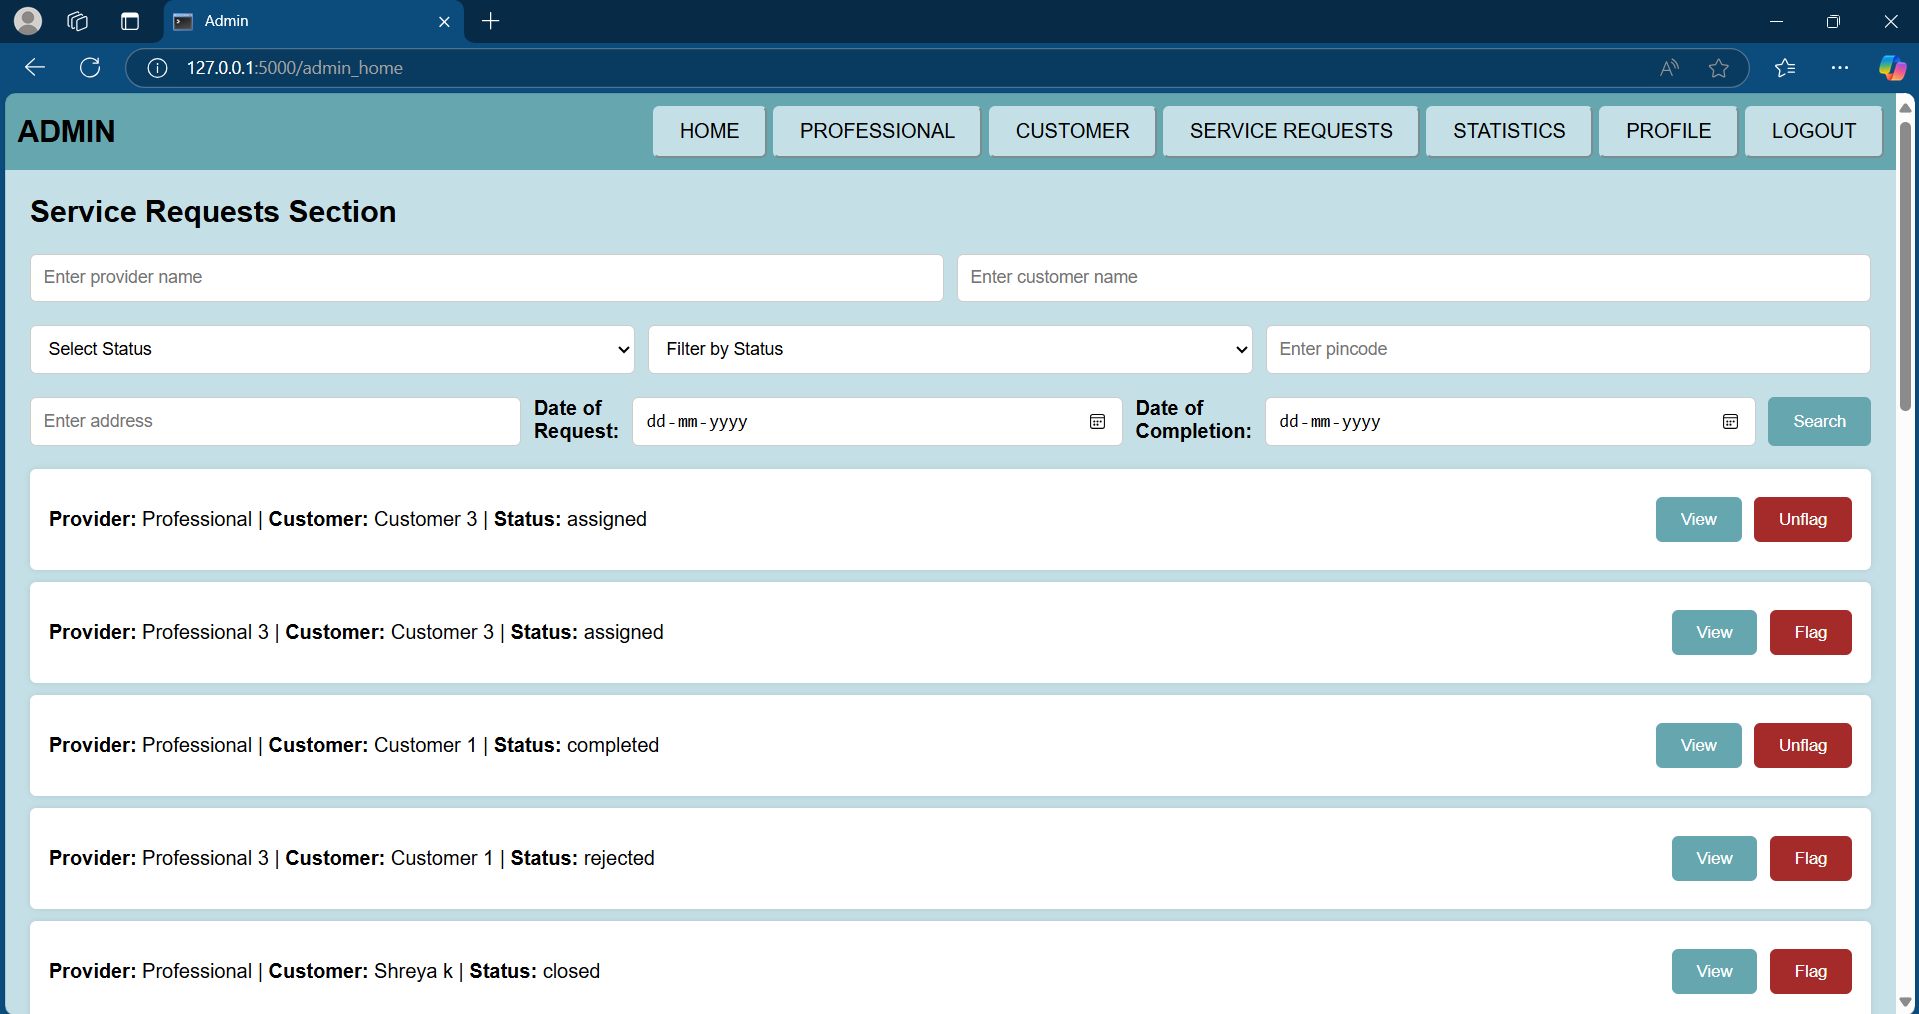 Admin
127.0.0.1:5000/admin_home
ADMIN
HOME
PROFESSIONAL
CUSTOMER
SERVICE REQUESTS
STATISTICS
PROFILE
LOGOUT
Service Requests Section
Enter provider name
Enter customer name
Select Status
Filter by Status
Enter pincode
Enter address
Date of
Request:
dd-mm-yyyy
Date of
Completion:
dd-mm-yyyy
Search
Provider: Professional | Customer: Customer 3 | Status: assigned
View
Unflag
Provider: Professional 3 | Customer: Customer 3 | Status: assigned
View
Flag
Provider: Professional | Customer: Customer 1 | Status: completed
View
Unflag
Provider: Professional 3 | Customer: Customer 1 | Status: rejected
View
Flag
Provider: Professional | Customer: Shreya k | Status: closed
View
Flag